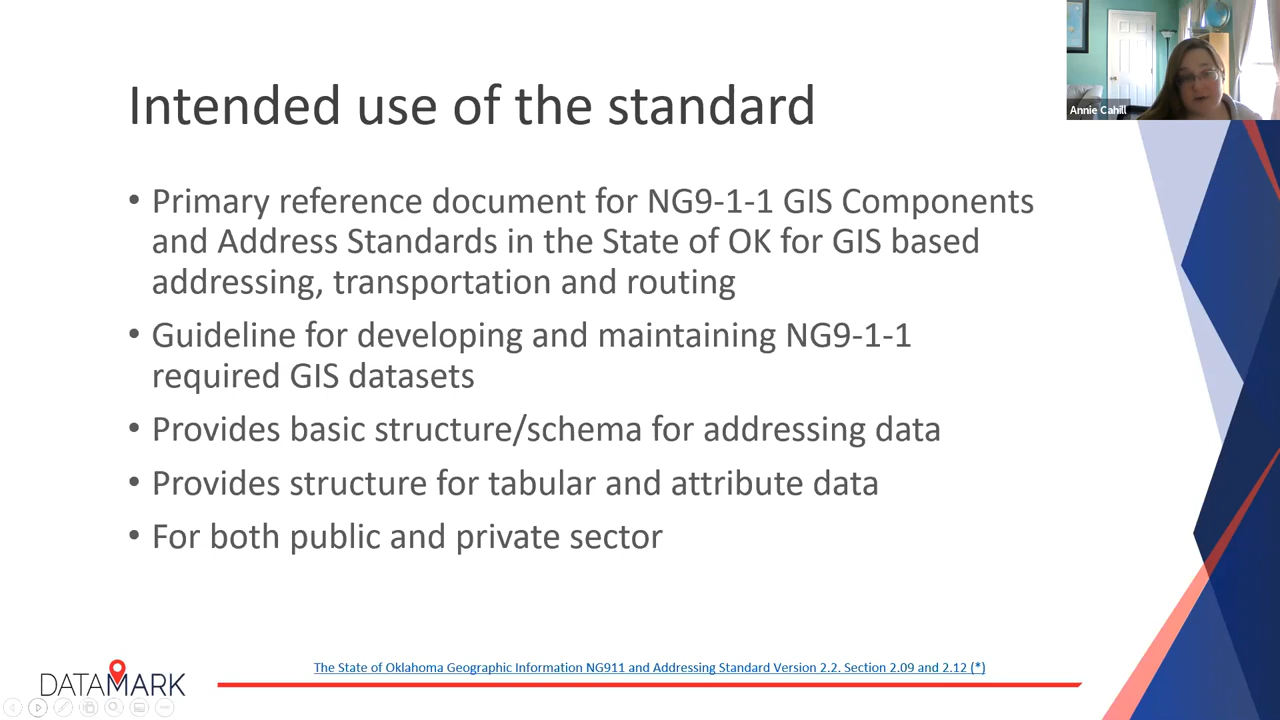 Annie Cahill
Intended use of the standard
• Primary reference document for NG9-1-1 GIS Components
and Address Standards in the State of OK for GIS based
addressing, transportation and routing
• Guideline for developing and maintaining NG9-1-1
required GIS datasets
• Provides basic structure/schema for addressing data
• Provides structure for tabular and attribute data
• For both public and private sector
The State of Oklahoma Geographic Information NG911 and Addressing Standard Version 2.2. Section 2.09 and 2.12 (*)
DATAMARK